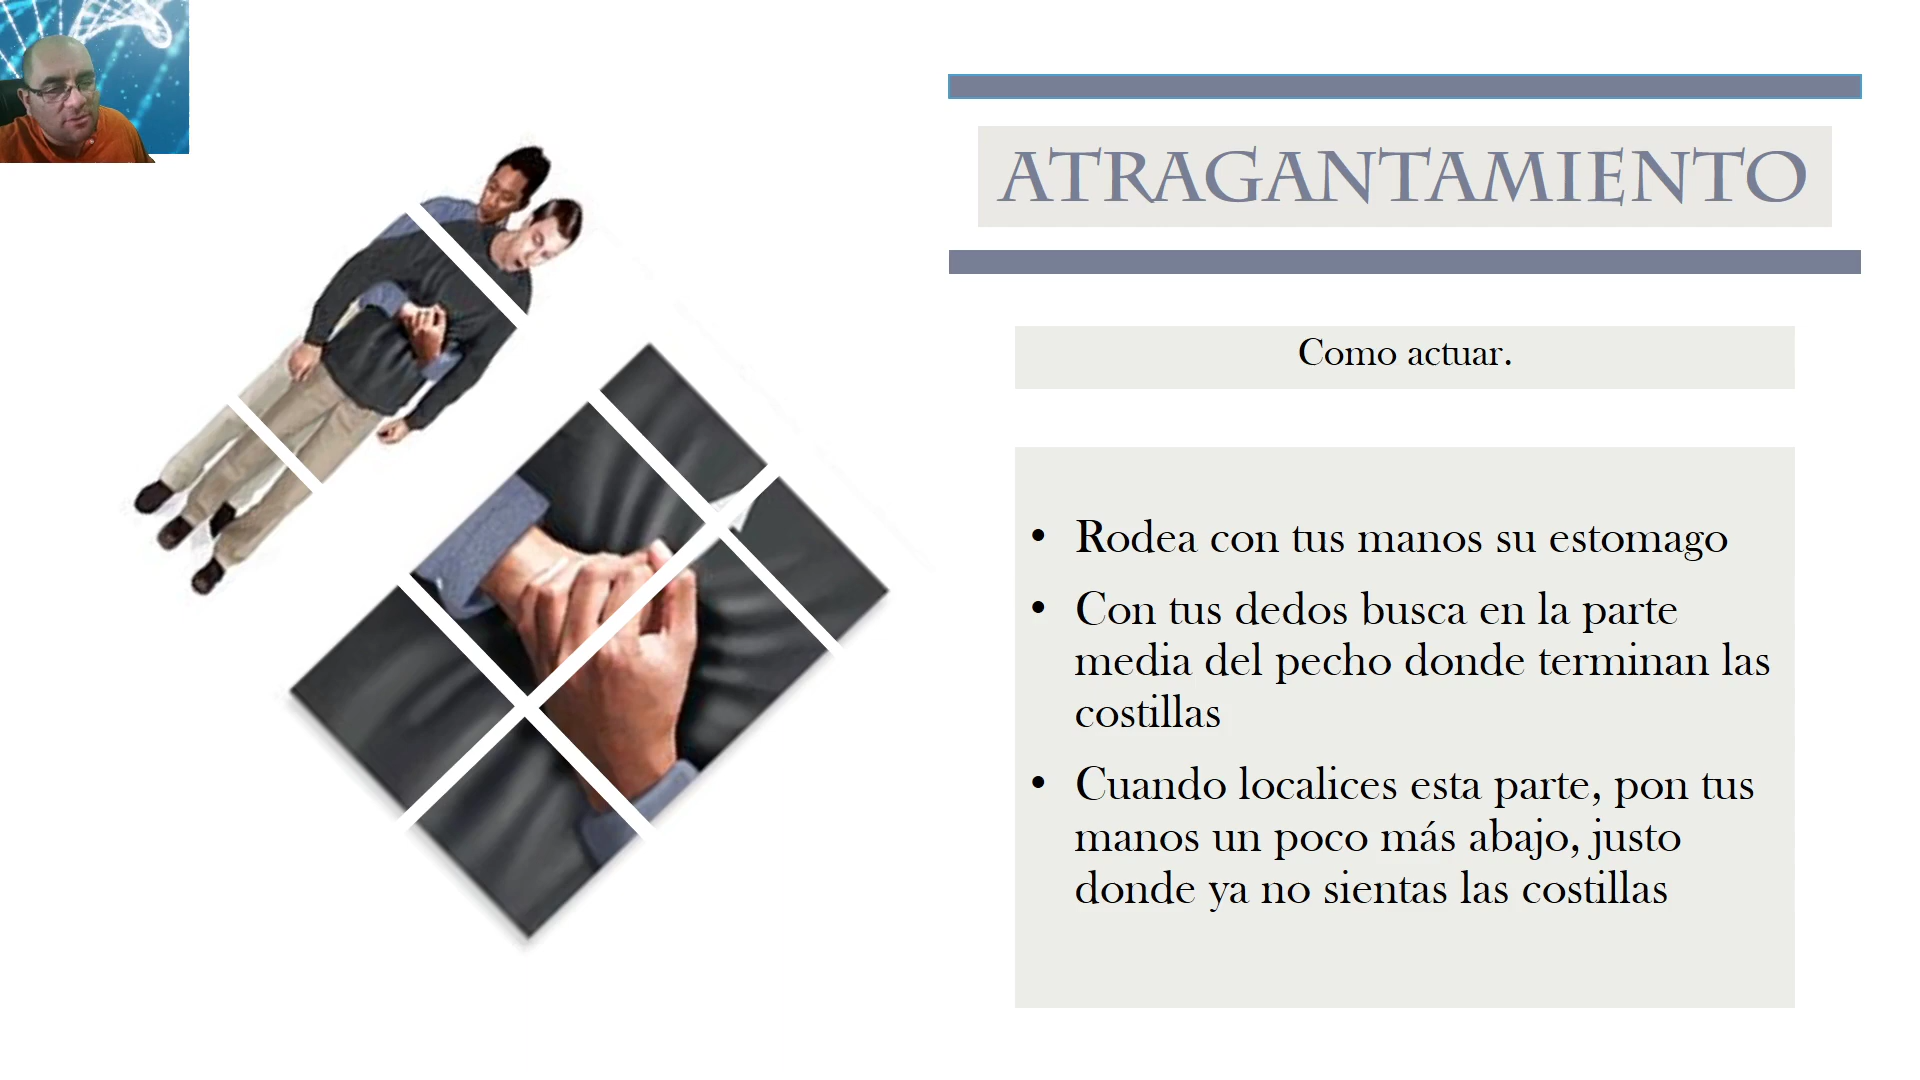 ATRAGANTAMIENTO
Como actuar.
• Rodea con tus manos su estomago
• Con tus dedos busca en la parte
media del pecho donde terminan las
costillas
• Cuando localices esta parte, pon tus
manos un poco más abajo, justo
donde ya no sientas las costillas